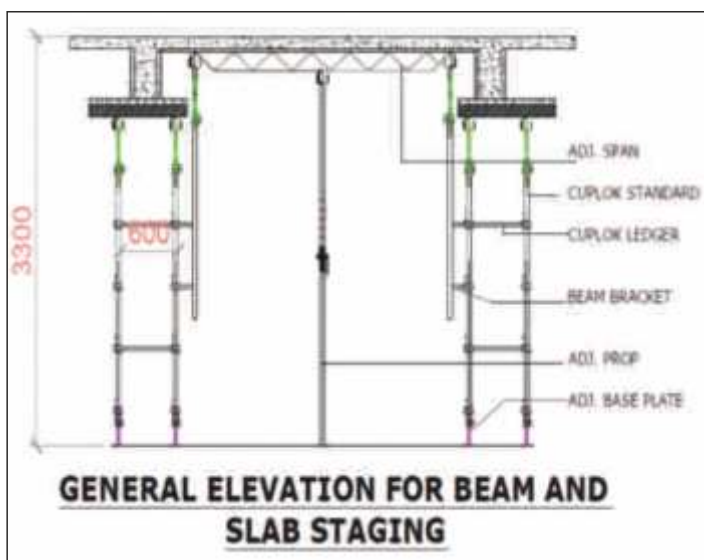 ADJ. SPAN
CUPLOK STANDARD
3300
600
CUPLOK LEDGER
BEAM BRACKET
ADJ. PROP
ADJ. BASE PLATE
GENERAL ELEVATION FOR BEAM AND
SLAB STAGING